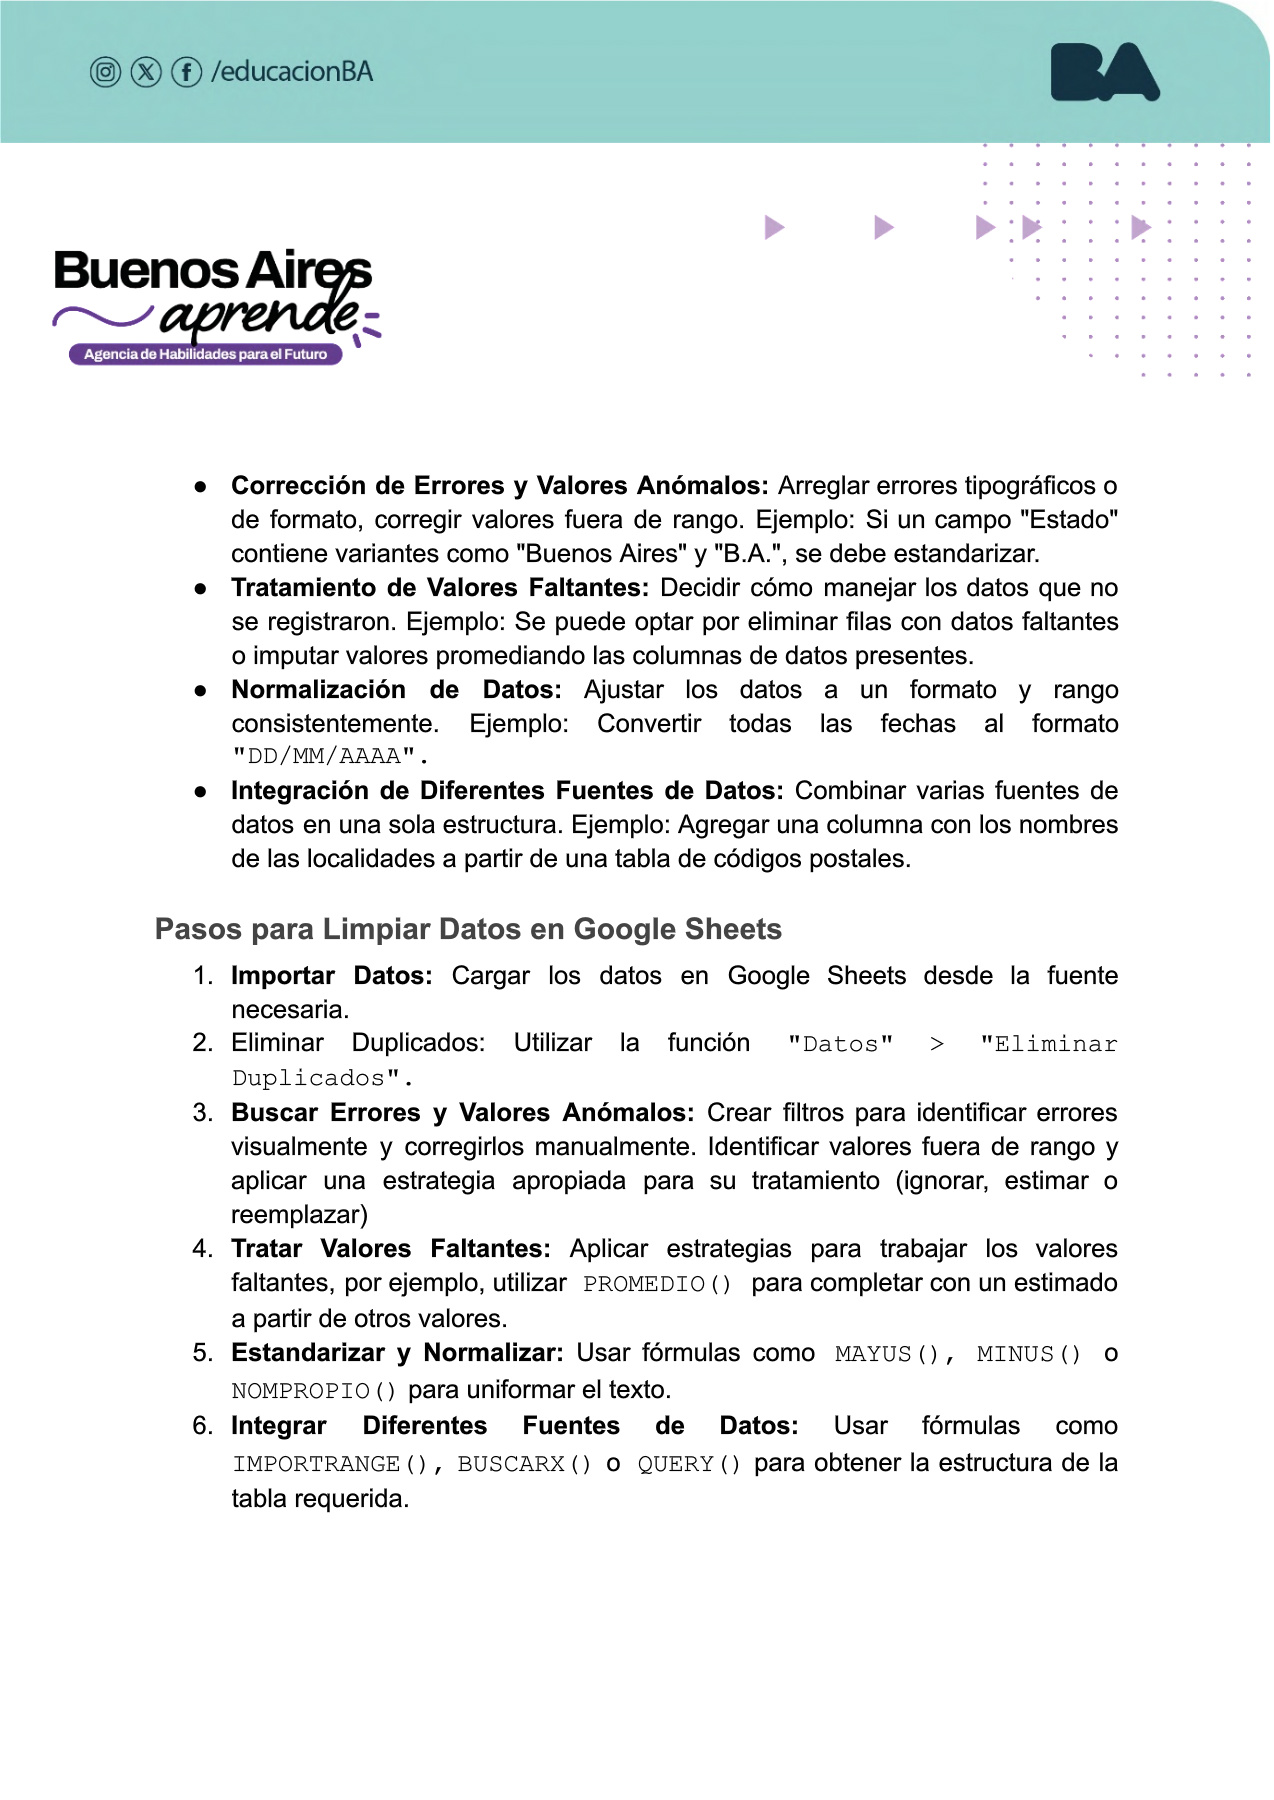 /educacionBA
BA
Buenos Aires
aprende
Agencia de Habilidades para el Futuro
● Corrección de Errores y Valores Anómalos: Arreglar errores tipográficos o
de formato, corregir valores fuera de rango. Ejemplo: Si un campo "Estado"
contiene variantes como "Buenos Aires" y "B.A.", se debe estandarizar.
● Tratamiento de Valores Faltantes: Decidir cómo manejar los datos que no
se registraron. Ejemplo: Se puede optar por eliminar filas con datos faltantes
o imputar valores promediando las columnas de datos presentes.
● Normalización de Datos: Ajustar los datos a un formato y rango
consistentemente. Ejemplo: Convertir todas las fechas al formato
"DD/MM/AAAA".
● Integración de Diferentes Fuentes de Datos: Combinar varias fuentes de
datos en una sola estructura. Ejemplo: Agregar una columna con los nombres
de las localidades a partir de una tabla de códigos postales.
Pasos para Limpiar Datos en Google Sheets
1. Importar Datos: Cargar los datos en Google Sheets desde la fuente
necesaria.
2. Eliminar Duplicados: Utilizar la función "Datos" > "Eliminar
Duplicados".
3. Buscar Errores y Valores Anómalos: Crear filtros para identificar errores
visualmente y corregirlos manualmente. Identificar valores fuera de rango y
aplicar una estrategia apropiada para su tratamiento (ignorar, estimar o
reemplazar)
4. Tratar Valores Faltantes: Aplicar estrategias para trabajar los valores
faltantes, por ejemplo, utilizar PROMEDIO() para completar con un estimado
a partir de otros valores.
5. Estandarizar y Normalizar: Usar fórmulas como MAYUS(), MINUS() o
NOMPROPIO() para uniformar el texto.
6. Integrar Diferentes Fuentes de Datos: Usar fórmulas como
IMPORTRANGE(), BUSCARX() o QUERY() para obtener la estructura de la
tabla requerida.